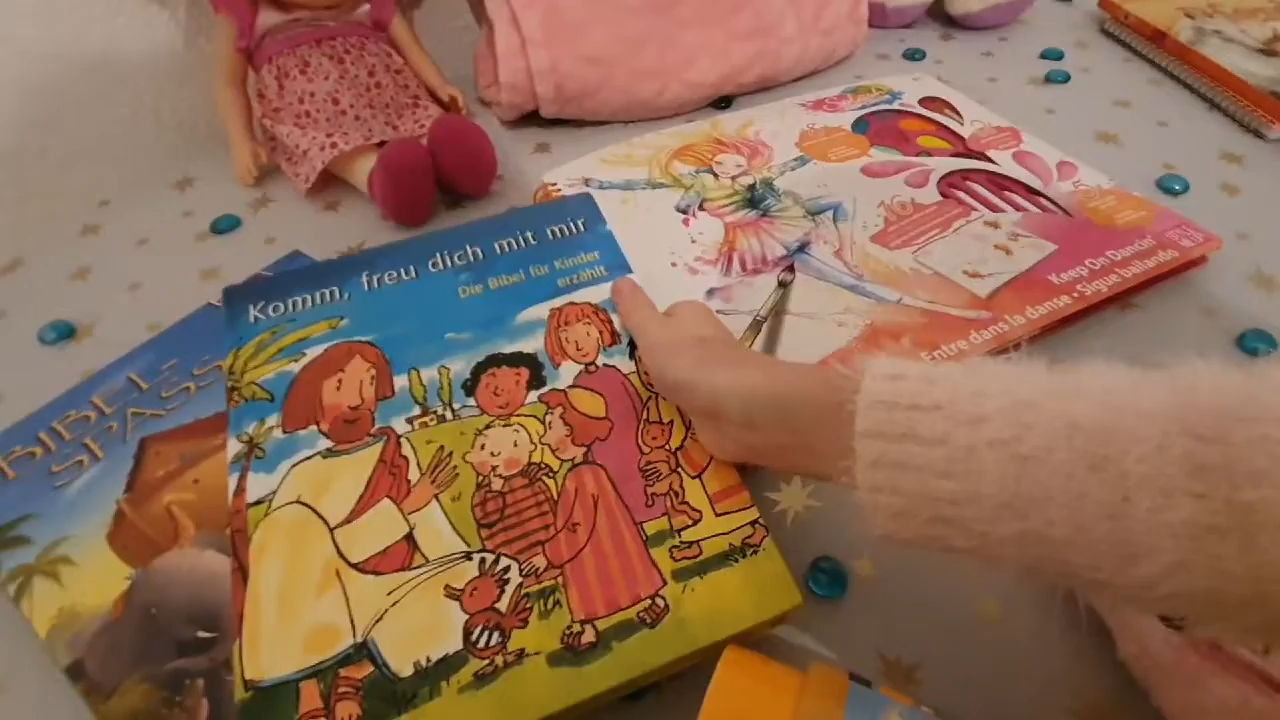 Komm, freu dich mit mir
Die Bibel für Kinder
erzählt
BIBEL-
SPASS
Keep On Dancin'
Entre dans la danse • Sigue bailando